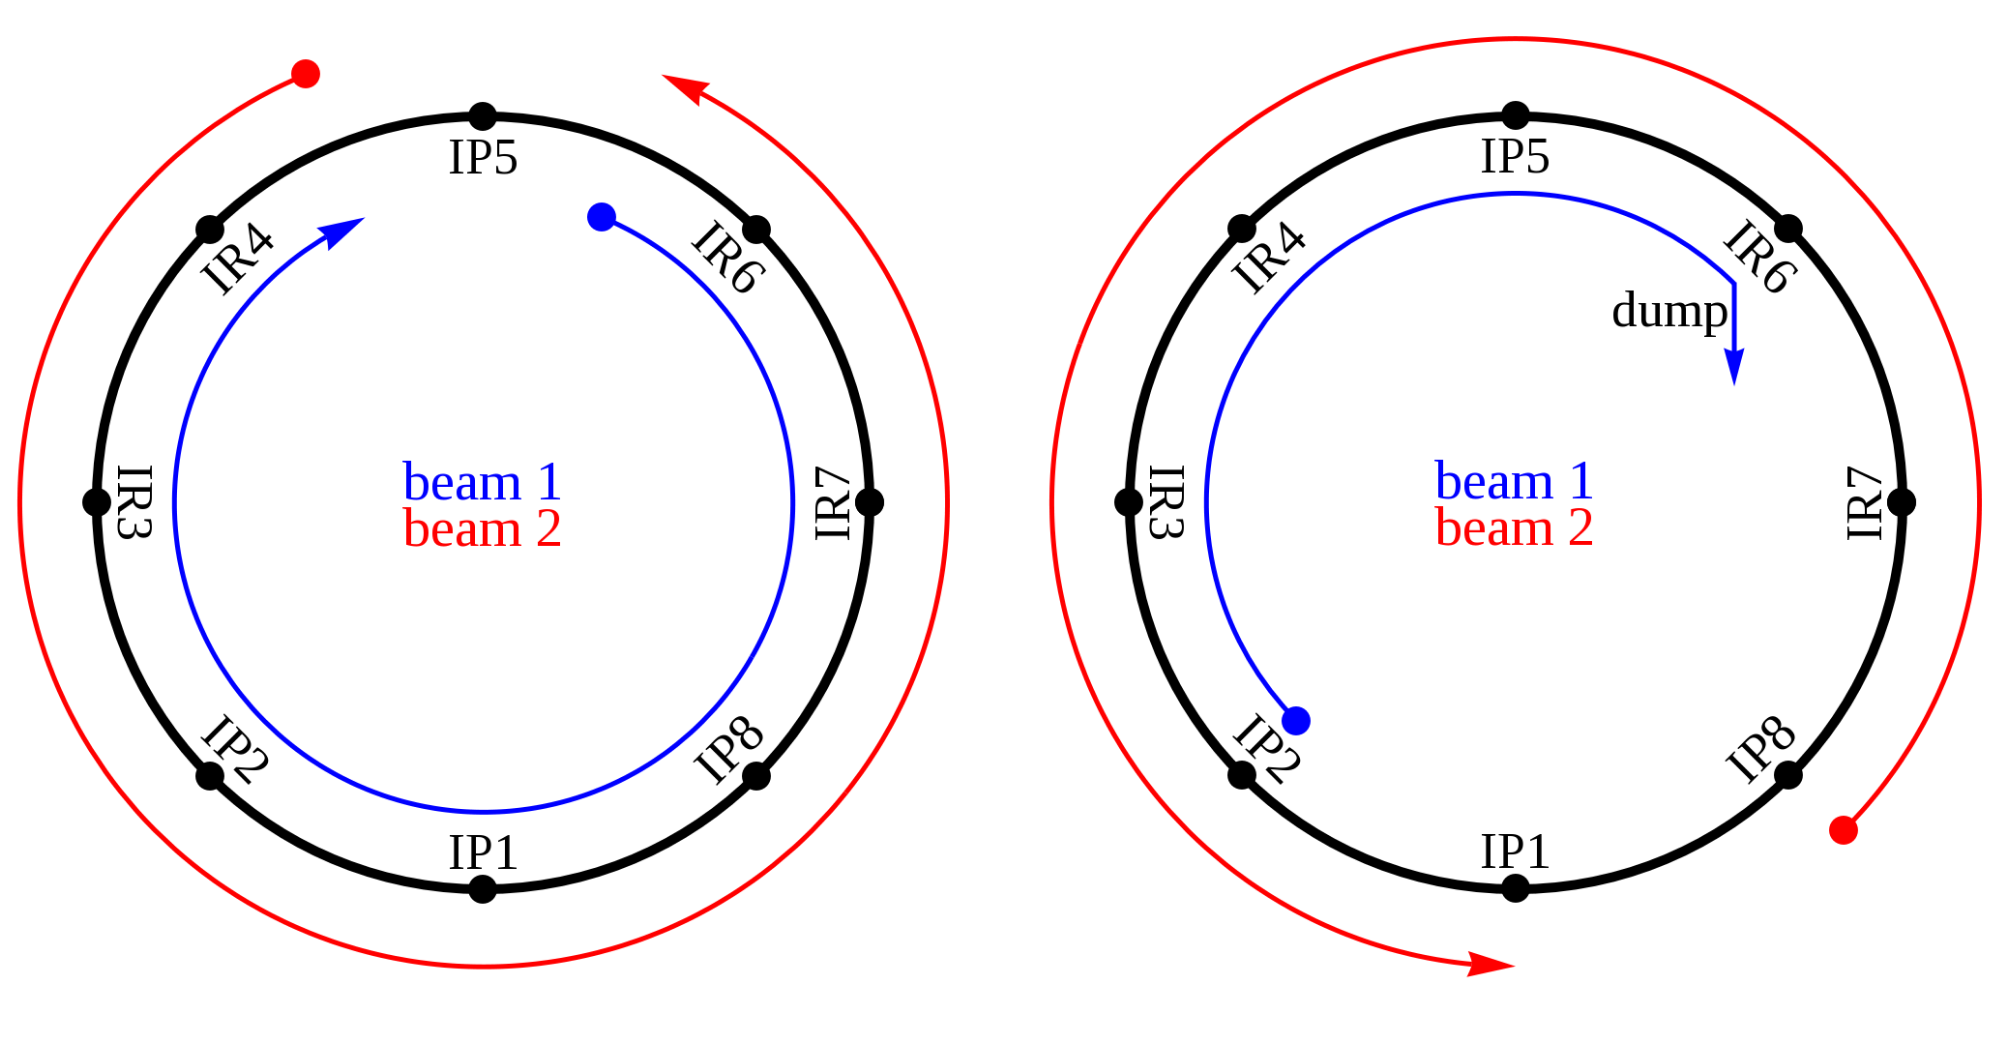 IP5
IR4
IR6
IR3
beam 1
beam 2
IR7
IP2
IP8
IP1
IP5
IR4
IR6
dump
IR3
beam 1
beam 2
IR7
IP2
IP8
IP1